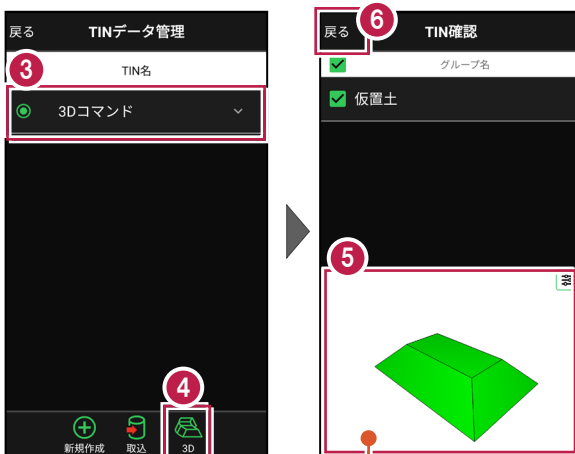 戻る TINデータ管理
3 TIN名
3Dコマンド
4
新規作成 取込 3D
6
戻る TIN確認
グループ名
仮置土
5